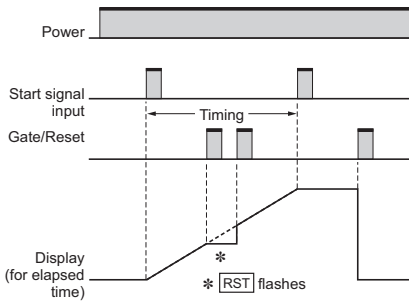 Power
Start signal
input
Timing
Gate/Reset
Display
(for elapsed
time)
*
* RST flashes